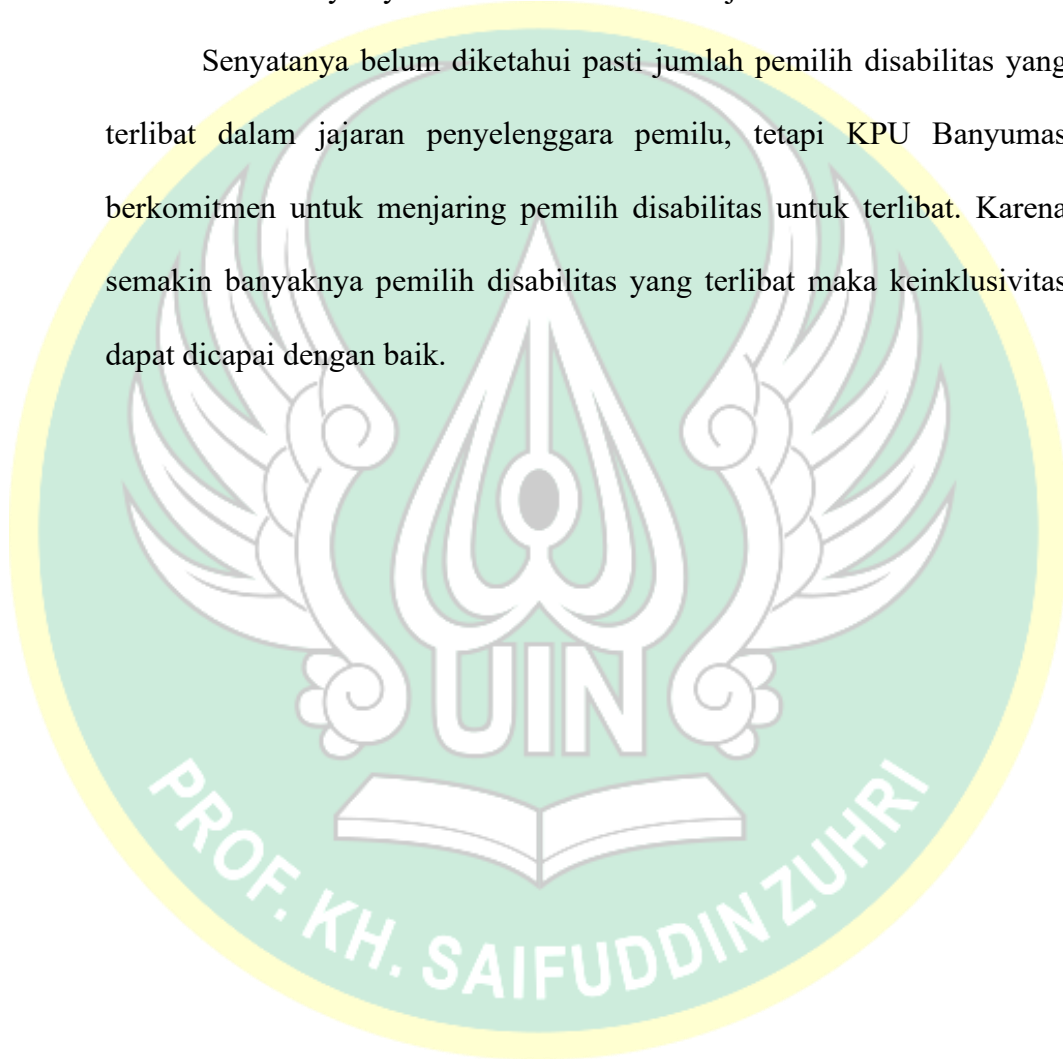 Senyatanya belum diketahui pasti jumlah pemilih disabilitas yang
terlibat dalam jajaran penyelenggara pemilu, tetapi KPU Banyumas
berkomitmen untuk menjaring pemilih disabilitas untuk terlibat. Karena
semakin banyaknya pemilih disabilitas yang terlibat maka keinklusivitas
dapat dicapai dengan baik.
UIN
PROF. KH. SAIFUDDIN ZUHRI